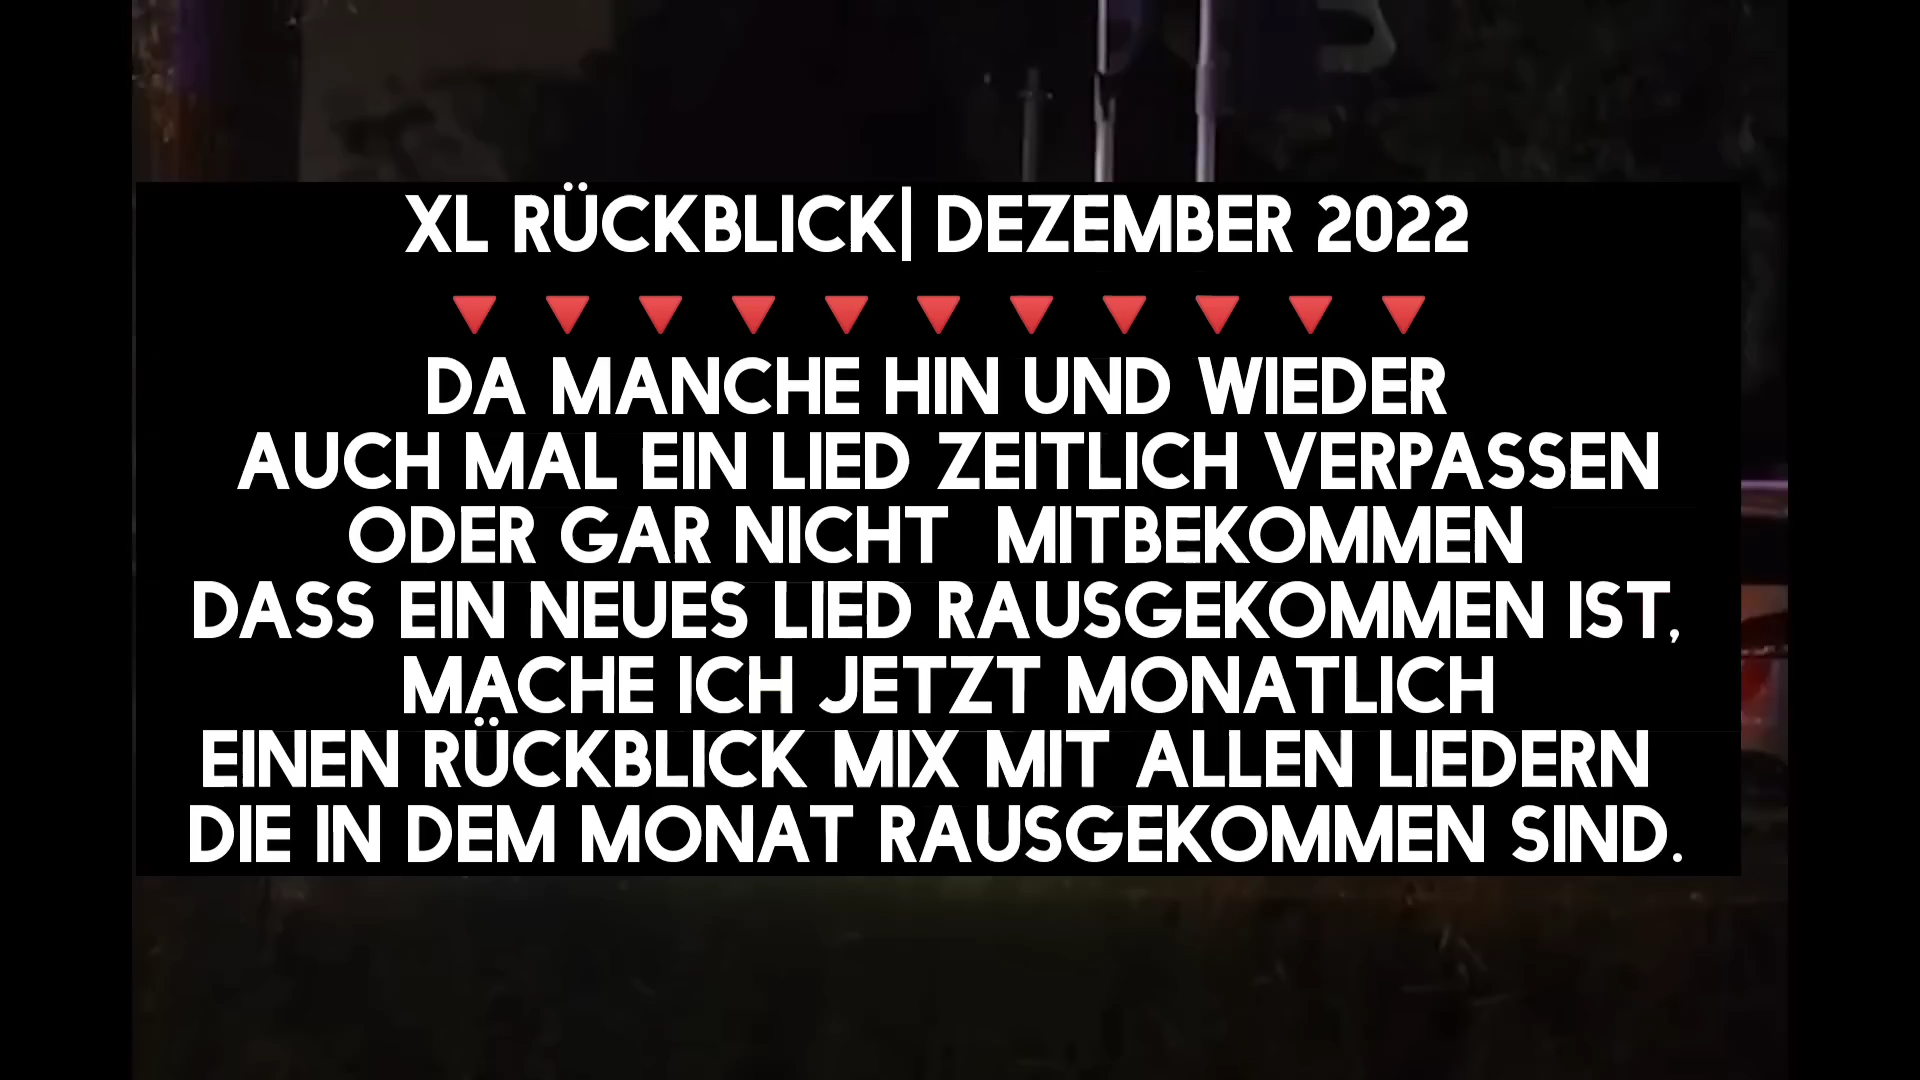 XL RÜCKBLICK| DEZEMBER 2022
🔻 🔻 🔻 🔻 🔻 🔻 🔻 🔻 🔻 🔻 🔻
DA MANCHE HIN UND WIEDER
AUCH MAL EIN LIED ZEITLICH VERPASSEN
ODER GAR NICHT MITBEKOMMEN
DASS EIN NEUES LIED RAUSGEKOMMEN IST,
MACHE ICH JETZT MONATLICH
EINEN RÜCKBLICK MIX MIT ALLEN LIEDERN
DIE IN DEM MONAT RAUSGEKOMMEN SIND.